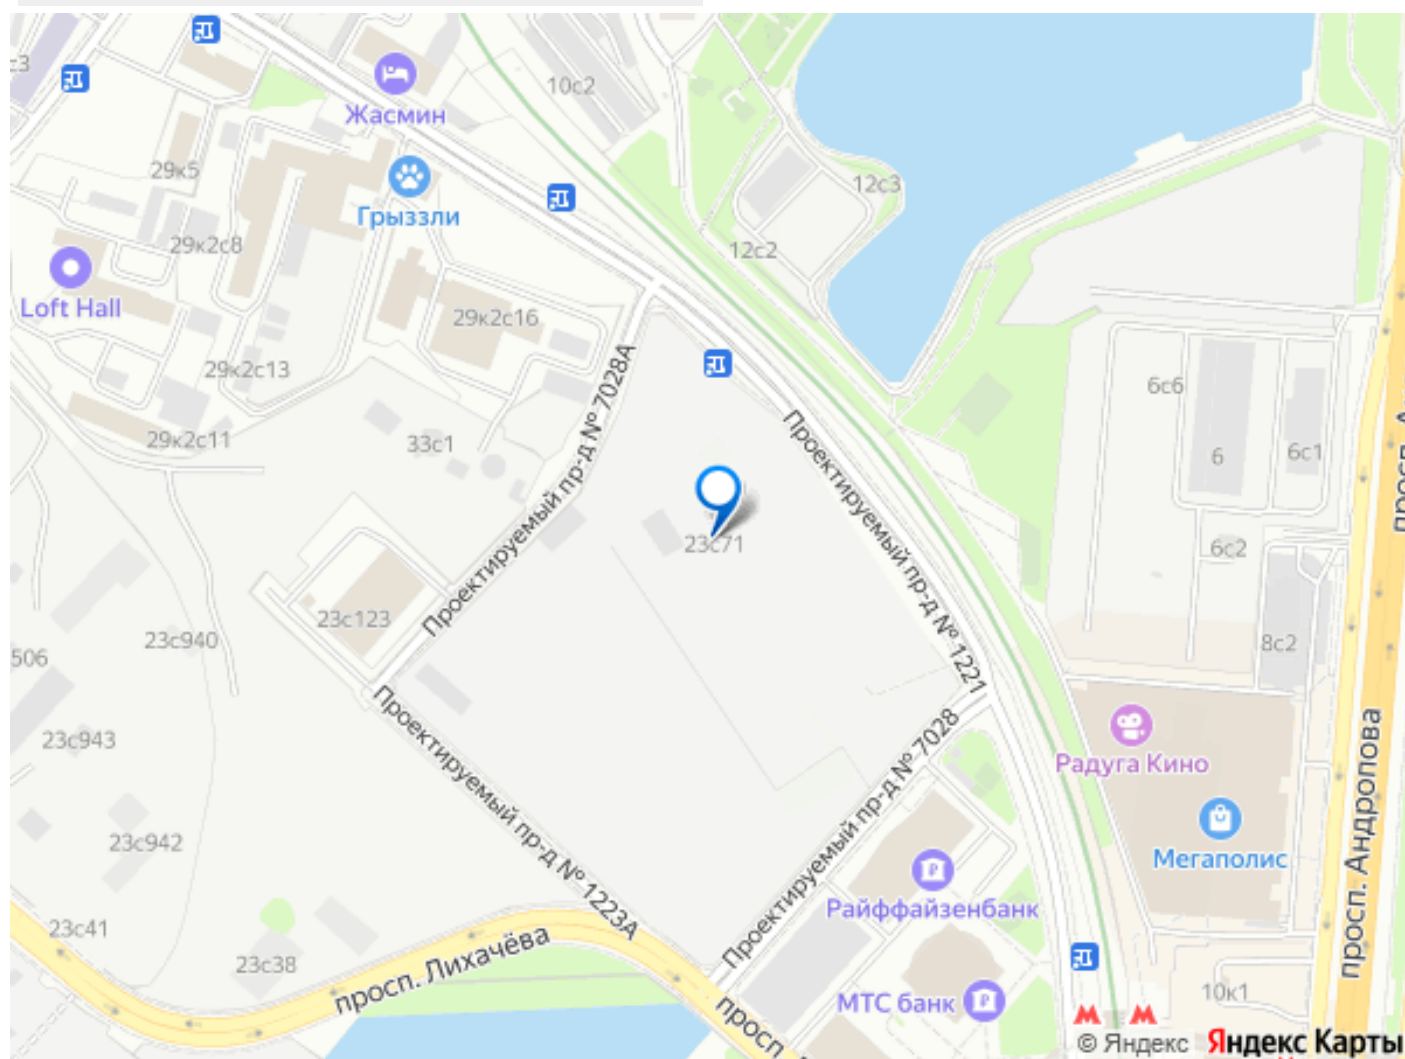 с3
10с2
Жасмин
29к5
12с3
Грыззли
29к2с8
12с2
Loft Hall
29к2с16
29к2с13
6с6
29к2с11
33с1
6
6с1
Проектируемый пр-д № 7028А
Проектируемый пр-д № 1221
23с71
6с2
просп. А
23с123
23с940
506
8с2
23с943
Радуга Кино
Проектируемый пр-д № 7028
Проектируемый пр-д № 1223А
просп. Андропова
23с942
Мегаполис
Райффайзенбанк
23с41
23с38
просп. Лихачёва
МТС банк
10к1
просп
© Яндекс
Яндекс Карты